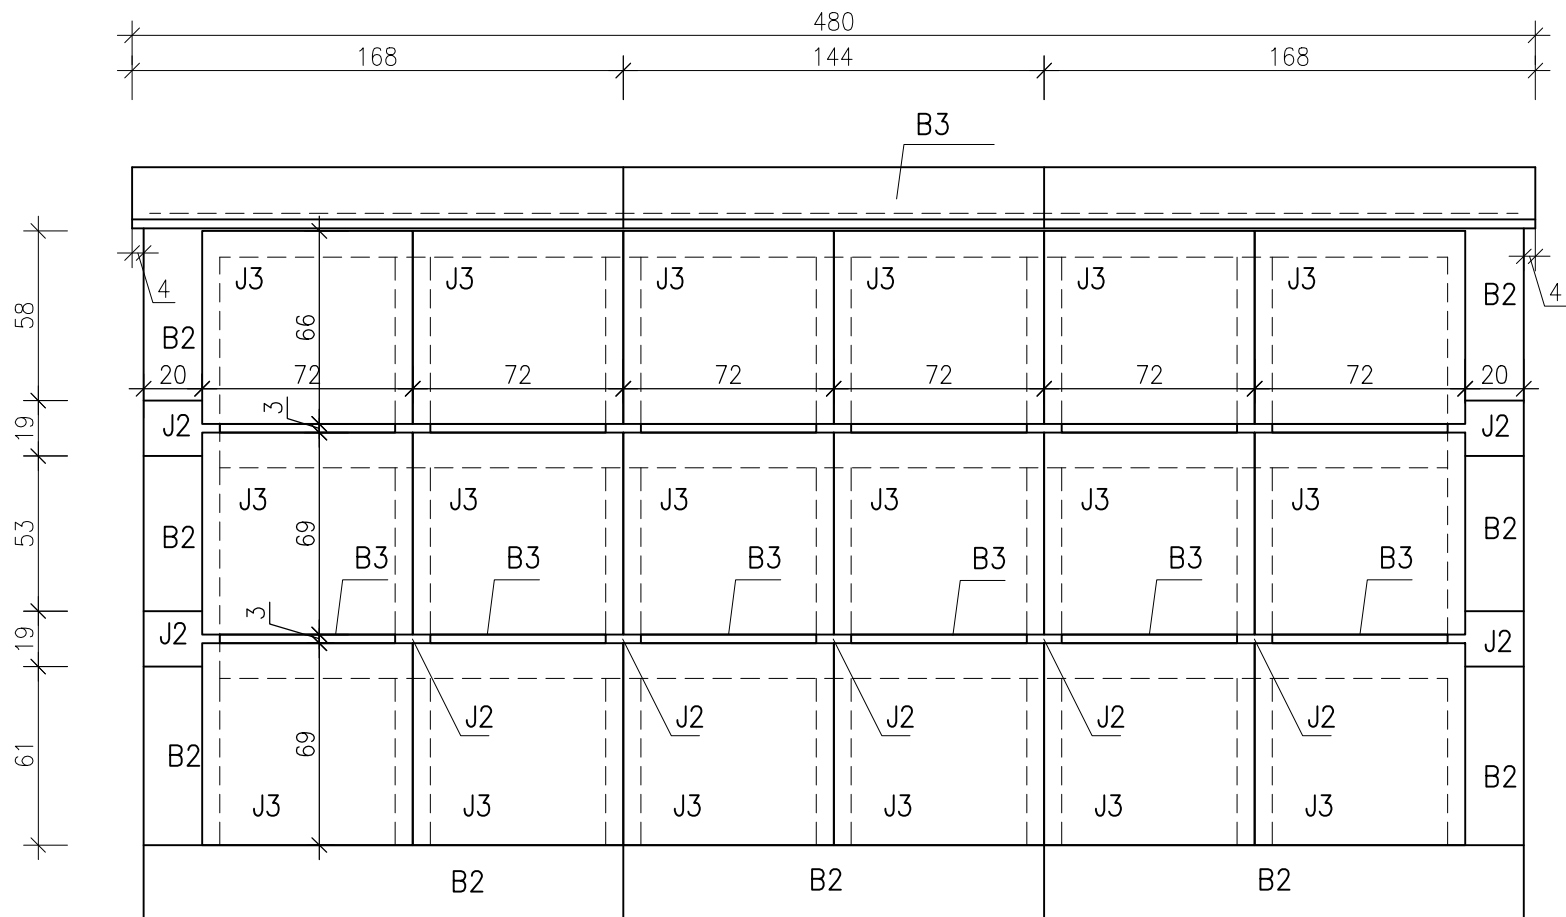 480
168 144 168
B3
J3 J3 J3 J3 J3 J3
4 B2 4
58 66 B2
20 72 72 72 72 72 72 20
3
19 J2 J2
J3 J3 J3 J3 J3 J3
53 B2 69 B2
B3 B3 B3 B3 B3 B3
3
19 J2 J2
J2 J2 J2 J2 J2
61 B2 69 B2
J3 J3 J3 J3 J3 J3
B2 B2 B2